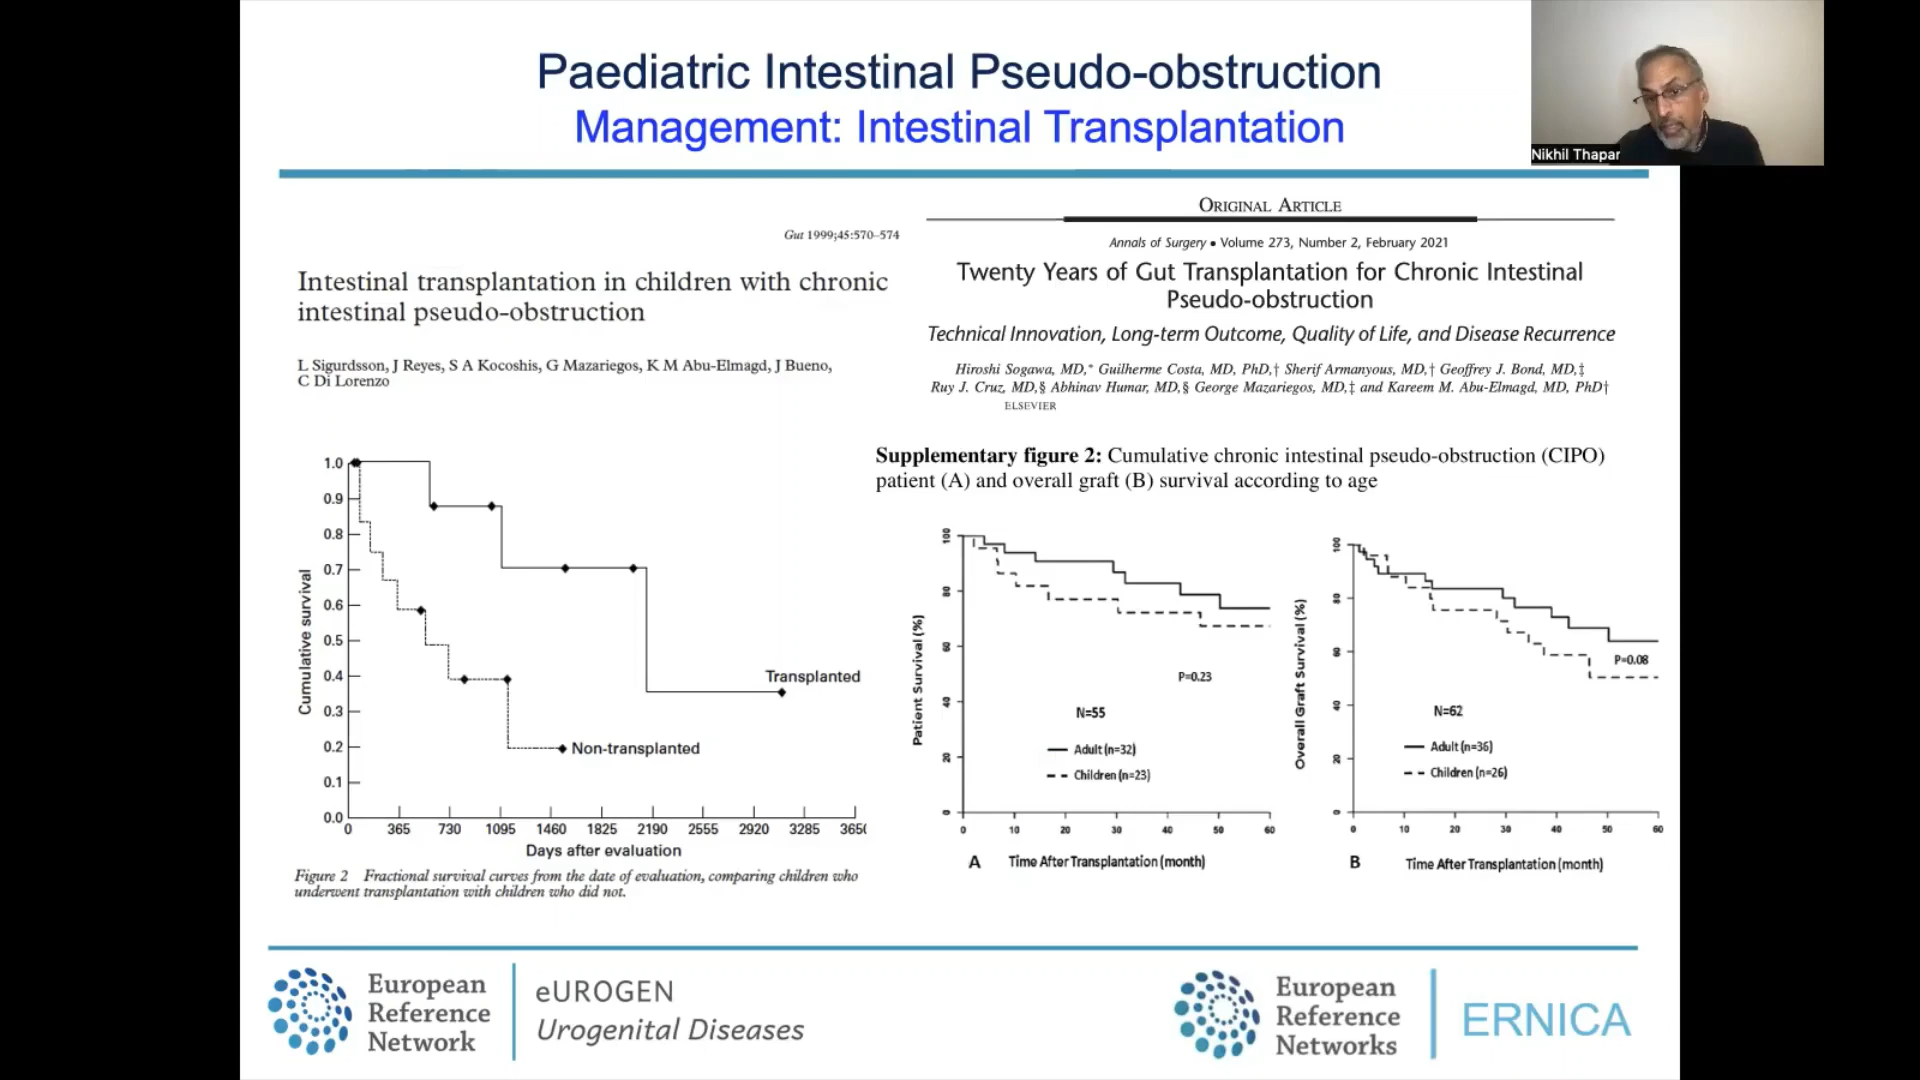 Paediatric Intestinal Pseudo-obstruction
Management: Intestinal Transplantation
Nikhil Thapar
Gut 1999;45:570–574
Intestinal transplantation in children with chronic
intestinal pseudo-obstruction
L Sigurdsson, J Reyes, S A Kocoshis, G Mazariegos, K M Abu-Elmagd, J Bueno,
C Di Lorenzo
1.0
0.9
0.8
0.7
0.6
0.5
0.4
0.3
0.2
0.1
0.0
Cumulative survival
Transplanted
Non-transplanted
0 365 730 1095 1460 1825 2190 2555 2920 3285 3650
Days after evaluation
Figure 2 Fractional survival curves from the date of evaluation, comparing children who
underwent transplantation with children who did not.
ORIGINAL ARTICLE
Annals of Surgery • Volume 273, Number 2, February 2021
Twenty Years of Gut Transplantation for Chronic Intestinal
Pseudo-obstruction
Technical Innovation, Long-term Outcome, Quality of Life, and Disease Recurrence
Hiroshi Sogawa, MD,* Guilherme Costa, MD, PhD,† Sherif Armanyous, MD,† Geoffrey J. Bond, MD,‡
Ruy J. Cruz, MD,§ Abhinav Humar, MD,§ George Mazariegos, MD,‡ and Kareem M. Abu-Elmagd, MD, PhD†
ELSEVIER
Supplementary figure 2: Cumulative chronic intestinal pseudo-obstruction (CIPO)
patient (A) and overall graft (B) survival according to age
100
80
60
40
20
0
Patient Survival (%)
P=0.23
N=55
Adult (n=32)
Children (n=23)
0 10 20 30 40 50 60
A Time After Transplantation (month)
100
80
60
40
20
0
Overall Graft Survival (%)
P=0.08
N=62
Adult (n=36)
Children (n=26)
0 10 20 30 40 50 60
B Time After Transplantation (month)
European
Reference
Network
eUROGEN
Urogenital Diseases
European
Reference
Networks
ERNICA